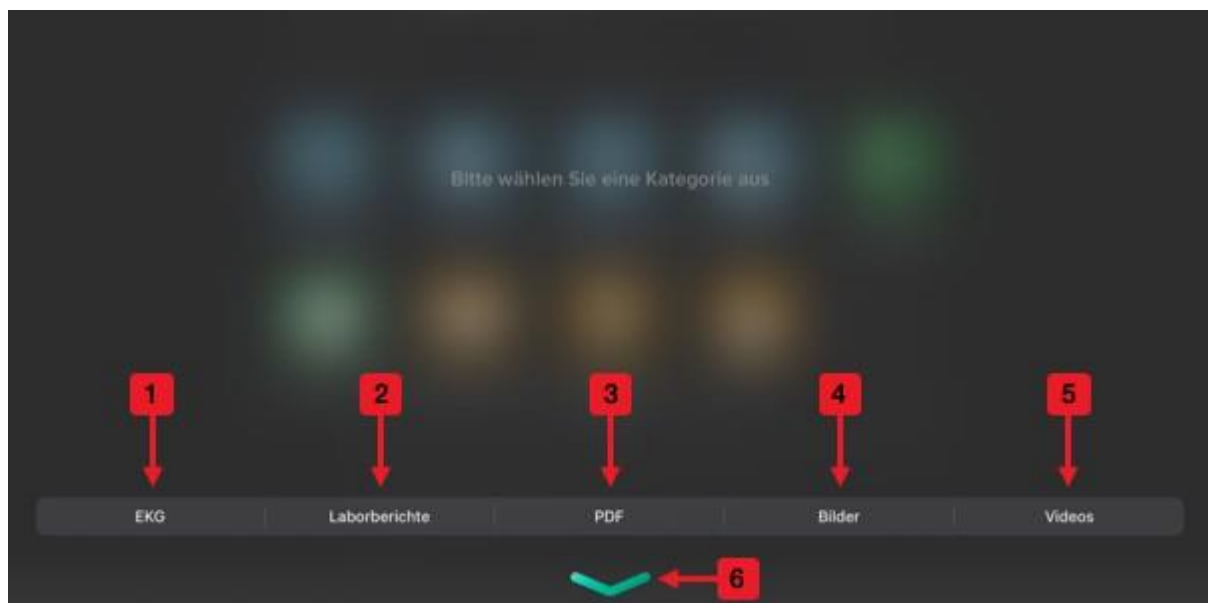 Bitte wählen Sie eine Kategorie aus
1 2 3 4 5
EKG Laborberichte PDF Bilder Videos
6